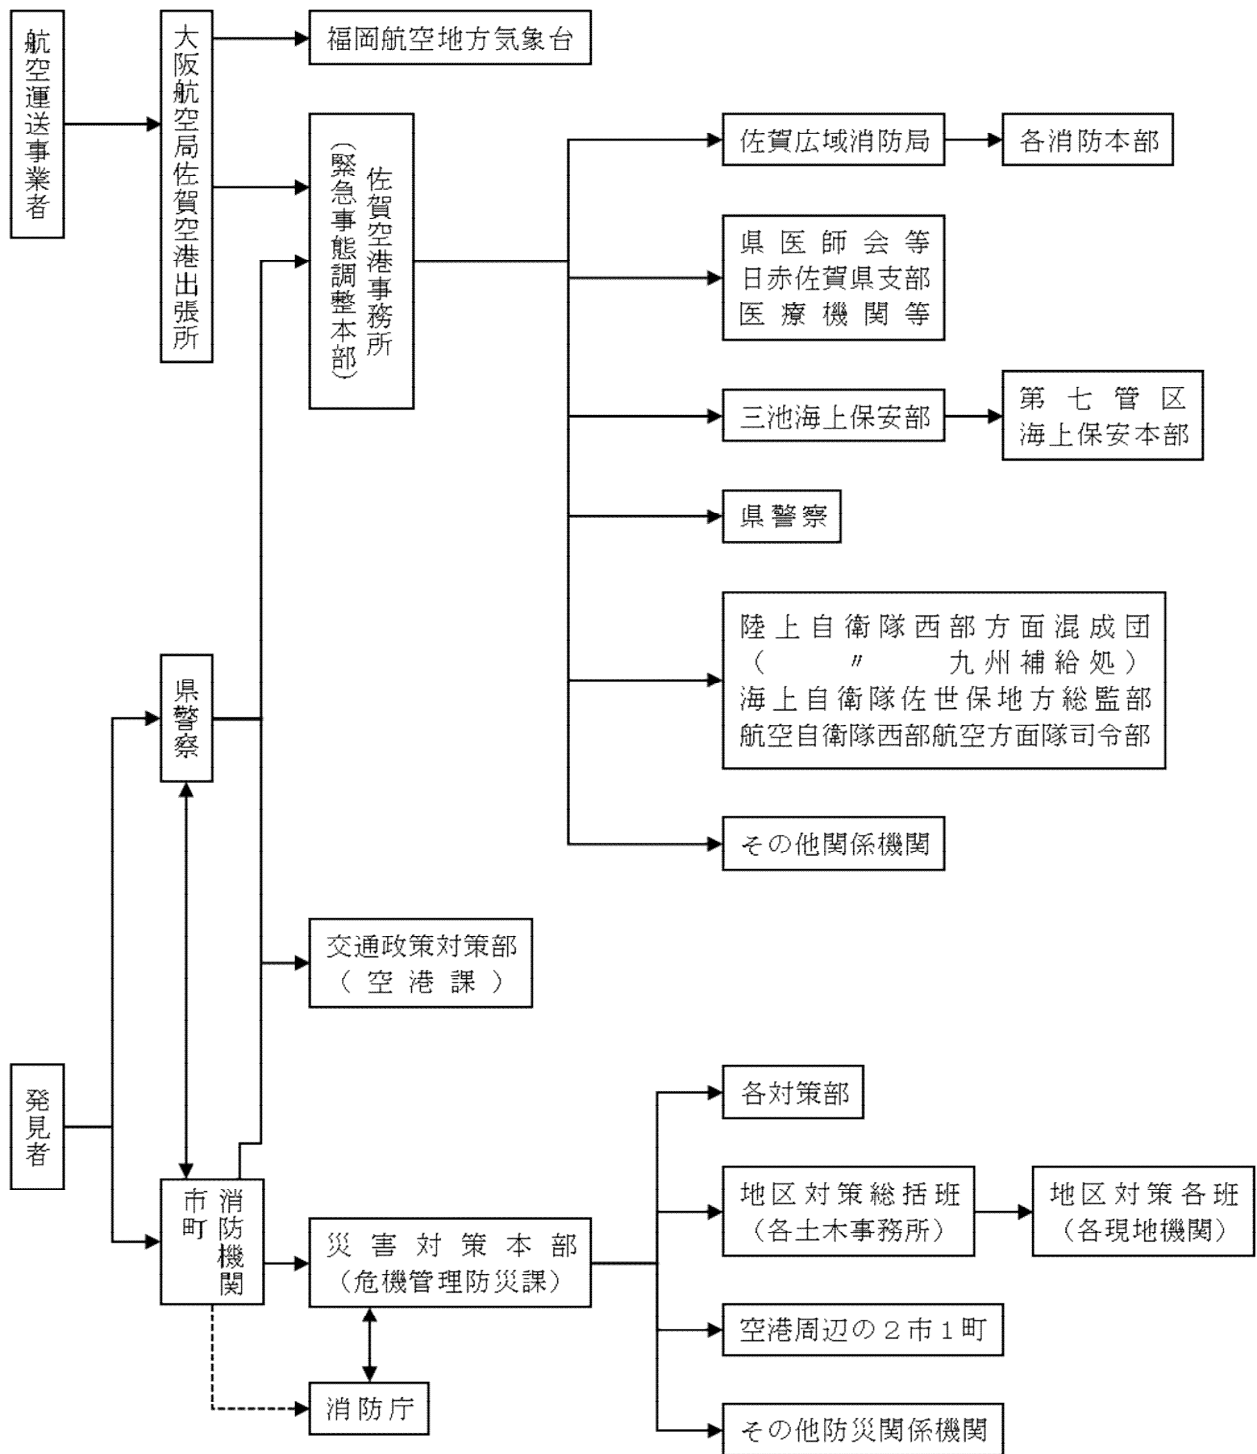 航空運送事業者
大阪航空局佐賀空港出張所
福岡航空地方気象台
佐賀空港事務所
(緊急事態調整本部)
佐賀広域消防局
各消防本部
県医師会等
日赤佐賀県支部
医療機関等
三池海上保安部
第七管区
海上保安本部
県警察
陸上自衛隊西部方面混成団
(　〃　九州補給処)
海上自衛隊佐世保地方総監部
航空自衛隊西部航空方面隊司令部
その他関係機関
県警察
交通政策対策部
(空港課)
発見者
消防機関
市町
災害対策本部
(危機管理防災課)
消防庁
各対策部
地区対策総括班
(各土木事務所)
地区対策各班
(各現地機関)
空港周辺の2市1町
その他防災関係機関